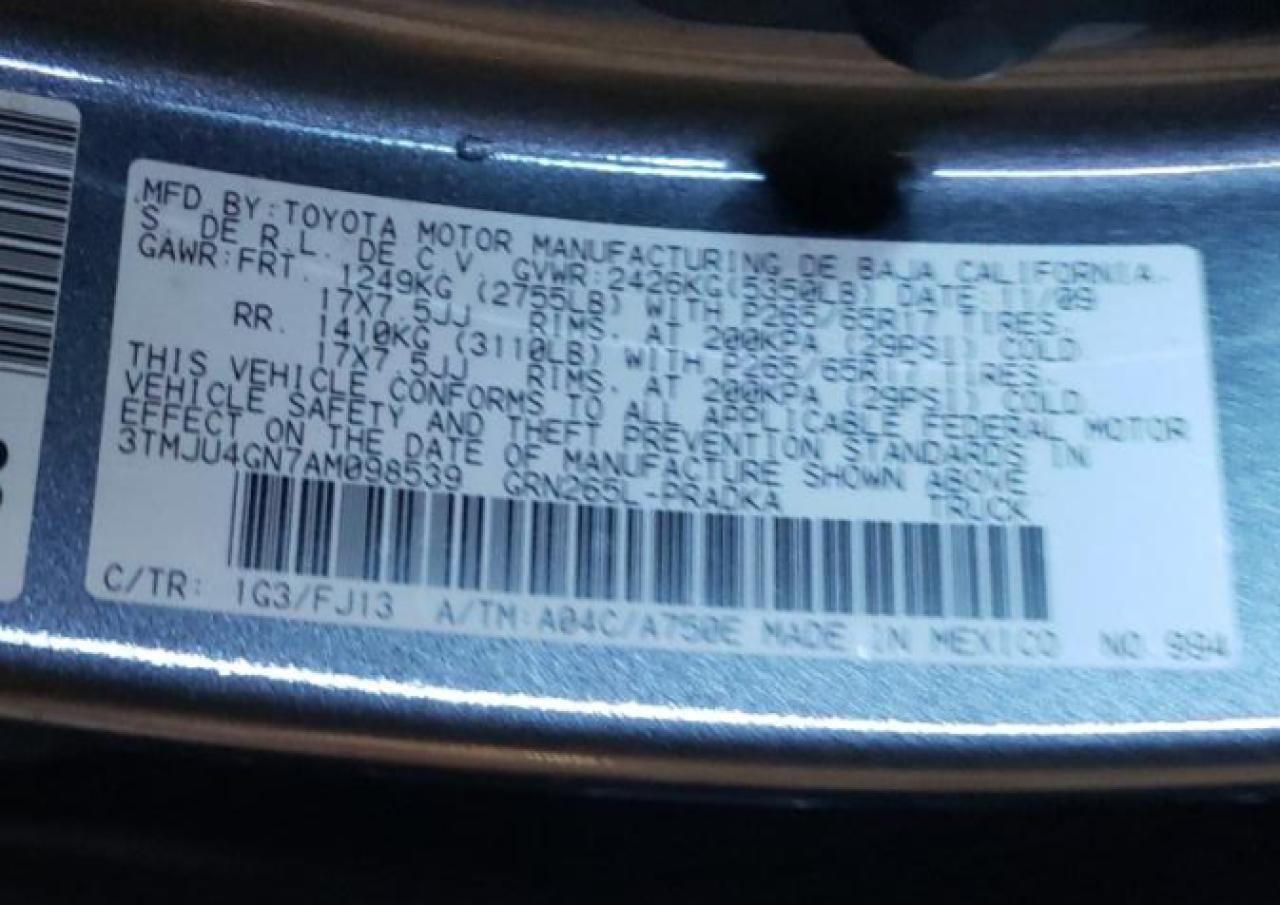 MFD BY:TOYOTA MOTOR MANUFACTURING DE BAJA CALIFORNIA.
S. DE R.L. DE C.V. GVWR:2426KG(5350LB) DATE:11/09
GAWR:FRT. 1249KG (2755LB) WITH P265/65R17 TIRES.
17X7.5JJ RIMS. AT 200KPA (29PSI) COLD.
RR. 1410KG (3110LB) WITH P265/65R17 TIRES.
17X7.5JJ RIMS. AT 200KPA (29PSI) COLD.
THIS VEHICLE CONFORMS TO ALL APPLICABLE FEDERAL MOTOR
VEHICLE SAFETY AND THEFT PREVENTION STANDARDS IN
EFFECT ON THE DATE OF MANUFACTURE SHOWN ABOVE.
3TMJU4GN7AM098539 GRN265L-PRADKA TRUCK
C/TR: 1G3/FJ13 A/TM:A04C/A750E MADE IN MEXICO NO.994